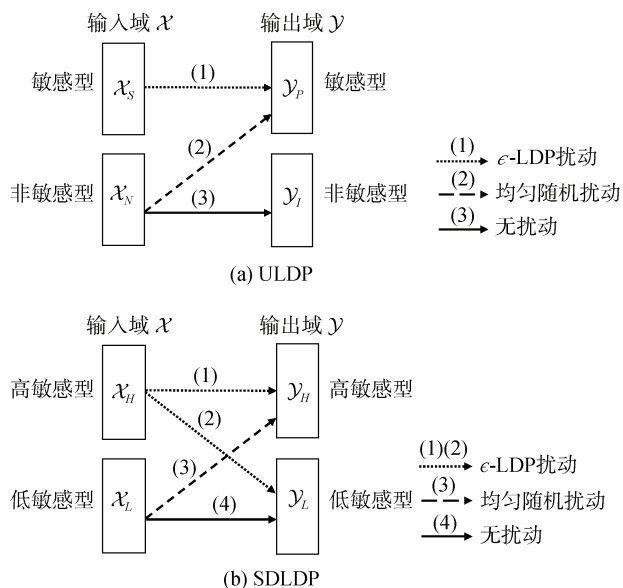 输入域 𝒳 输出域 𝒴
敏感型 𝒳_S (1) 𝒴_P 敏感型
(2)
非敏感型 𝒳_N (3) 𝒴_I 非敏感型
(1) ϵ-LDP扰动
(2) 均匀随机扰动
(3) 无扰动
(a) ULDP
输入域 𝒳 输出域 𝒴
高敏感型 𝒳_H (1) 𝒴_H 高敏感型
(2)
(3)
低敏感型 𝒳_L (4) 𝒴_L 低敏感型
(1)(2) ϵ-LDP扰动
(3) 均匀随机扰动
(4) 无扰动
(b) SDLDP